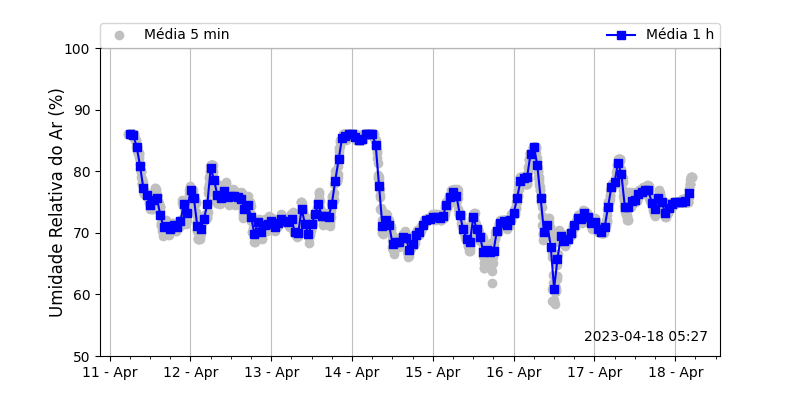 Média 5 min
Média 1 h
100
90
80
70
60
50
Umidade Relativa do Ar (%)
2023-04-18 05:27
11 - Apr
12 - Apr
13 - Apr
14 - Apr
15 - Apr
16 - Apr
17 - Apr
18 - Apr